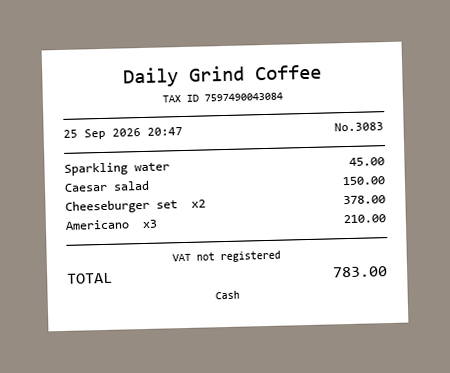 Daily Grind Coffee
TAX ID 7597490043084
25 Sep 2026 20:47 No.3083
Sparkling water 45.00
Caesar salad 150.00
Cheeseburger set x2 378.00
Americano x3 210.00
VAT not registered
TOTAL 783.00
Cash